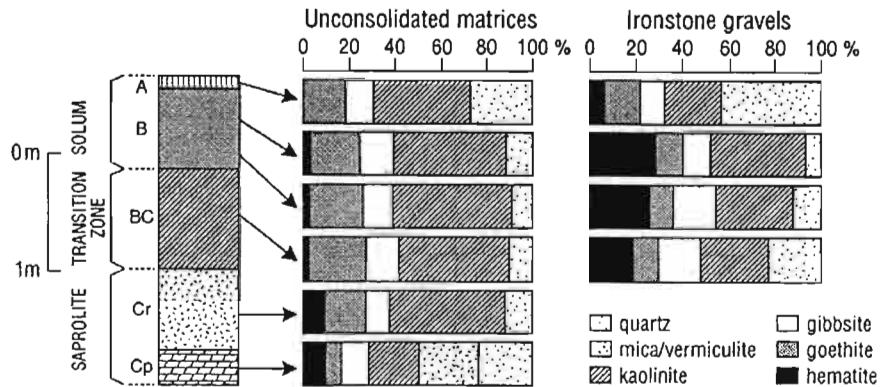 Unconsolidated matrices
Ironstone gravels
0 20 40 60 80 100 %
0 20 40 60 80 100 %
SOLUM
TRANSITION
ZONE
SAPROLITE
0 m
1m
A
B
BC
Cr
Cp
quartz
mica/vermiculite
kaolinite
gibbsite
goethite
hematite